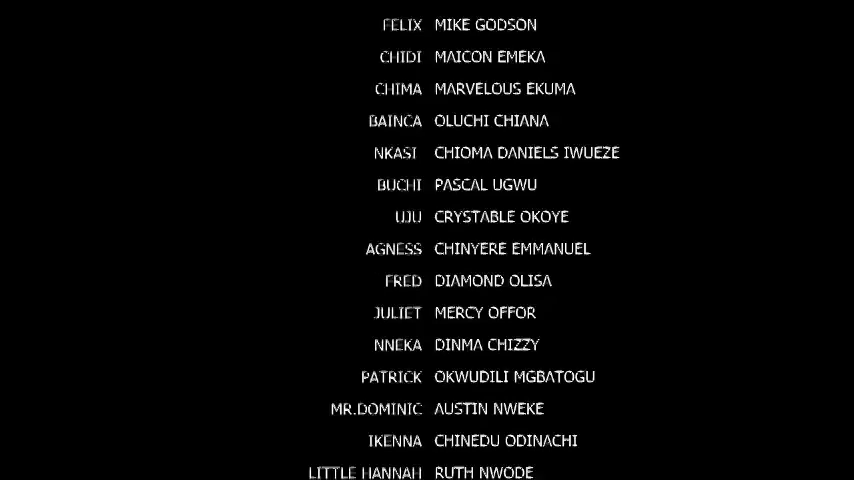 FELIX MIKE GODSON
CHIDI MAICON EMEKA
CHIMA MARVELOUS EKUMA
BAINCA OLUCHI CHIANA
NKASI CHIOMA DANIELS IWUEZE
BUCHI PASCAL UGWU
UJU CRYSTABLE OKOYE
AGNESS CHINYERE EMMANUEL
FRED DIAMOND OLISA
JULIET MERCY OFFOR
NNEKA DINMA CHIZZY
PATRICK OKWUDILI MGBATOGU
MR.DOMINIC AUSTIN NWEKE
IKENNA CHINEDU ODINACHI
LITTLE HANNAH RUTH NWODE